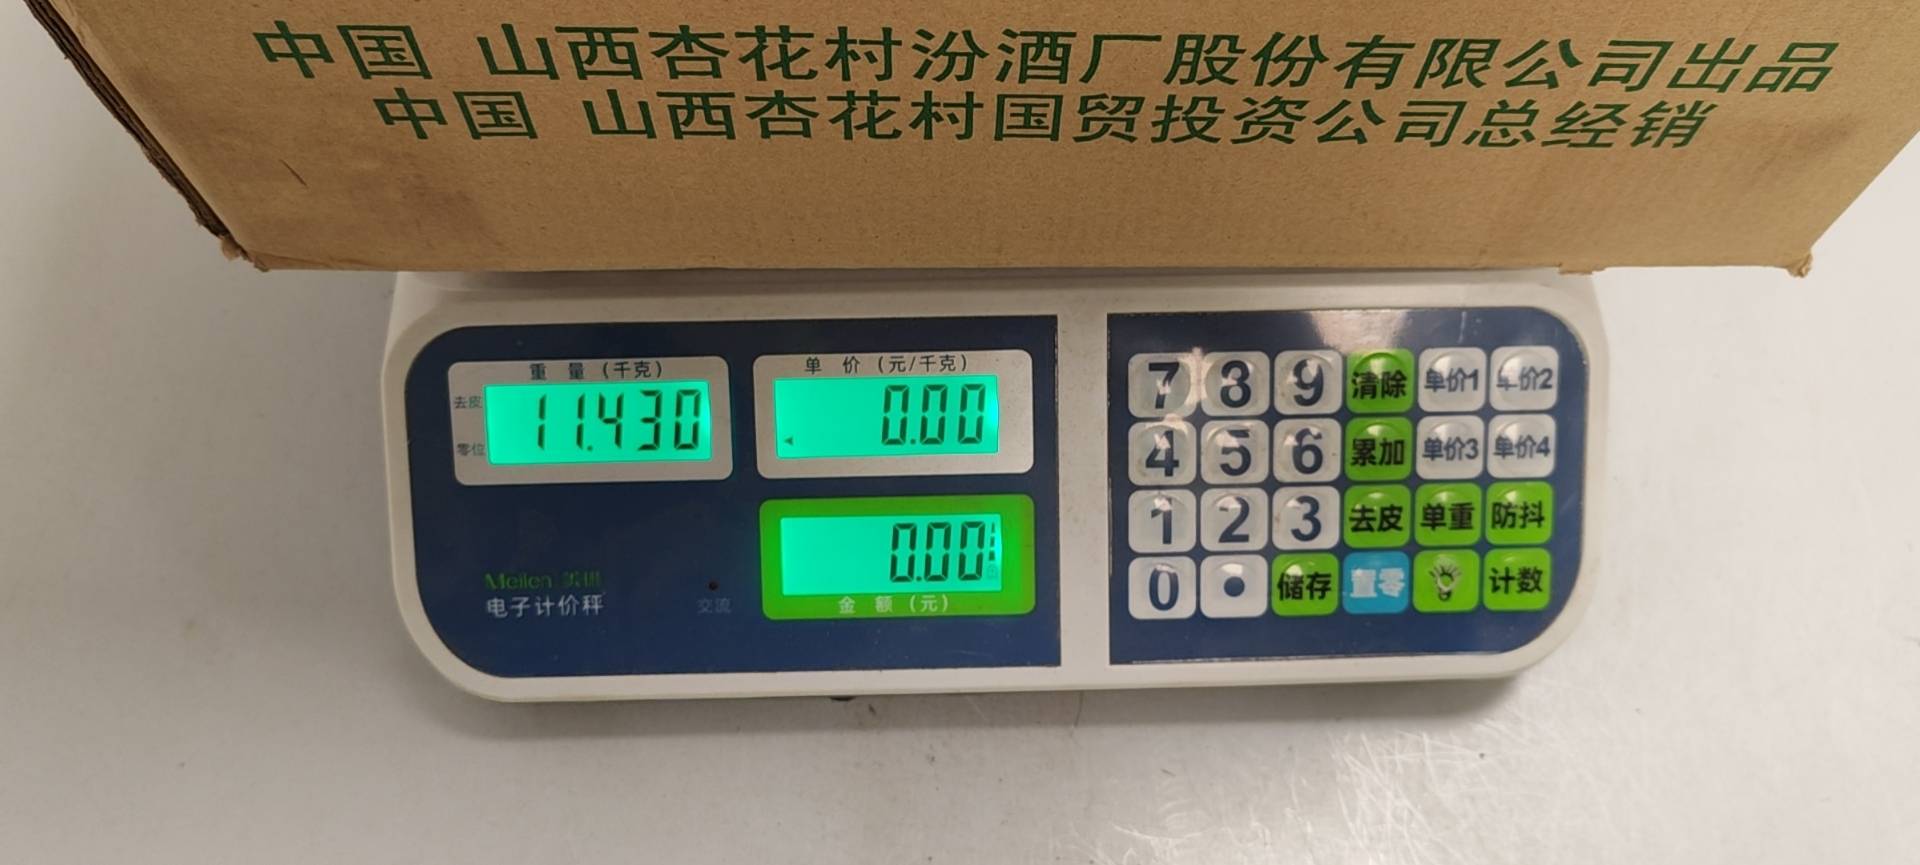 中国 山西杏花村汾酒厂股份有限公司出品
中国 山西杏花村国贸投资公司总经销
重 量 (千克)
单 价 (元/千克)
去皮
零位
11.430
0.00
0.00
金 额 (元)
Meilen 美琳
电子计价秤
交流
7 8 9 清除 单价1 单价2
4 5 6 累加 单价3 单价4
1 2 3 去皮 单重 防抖
0 • 储存 置零 计数